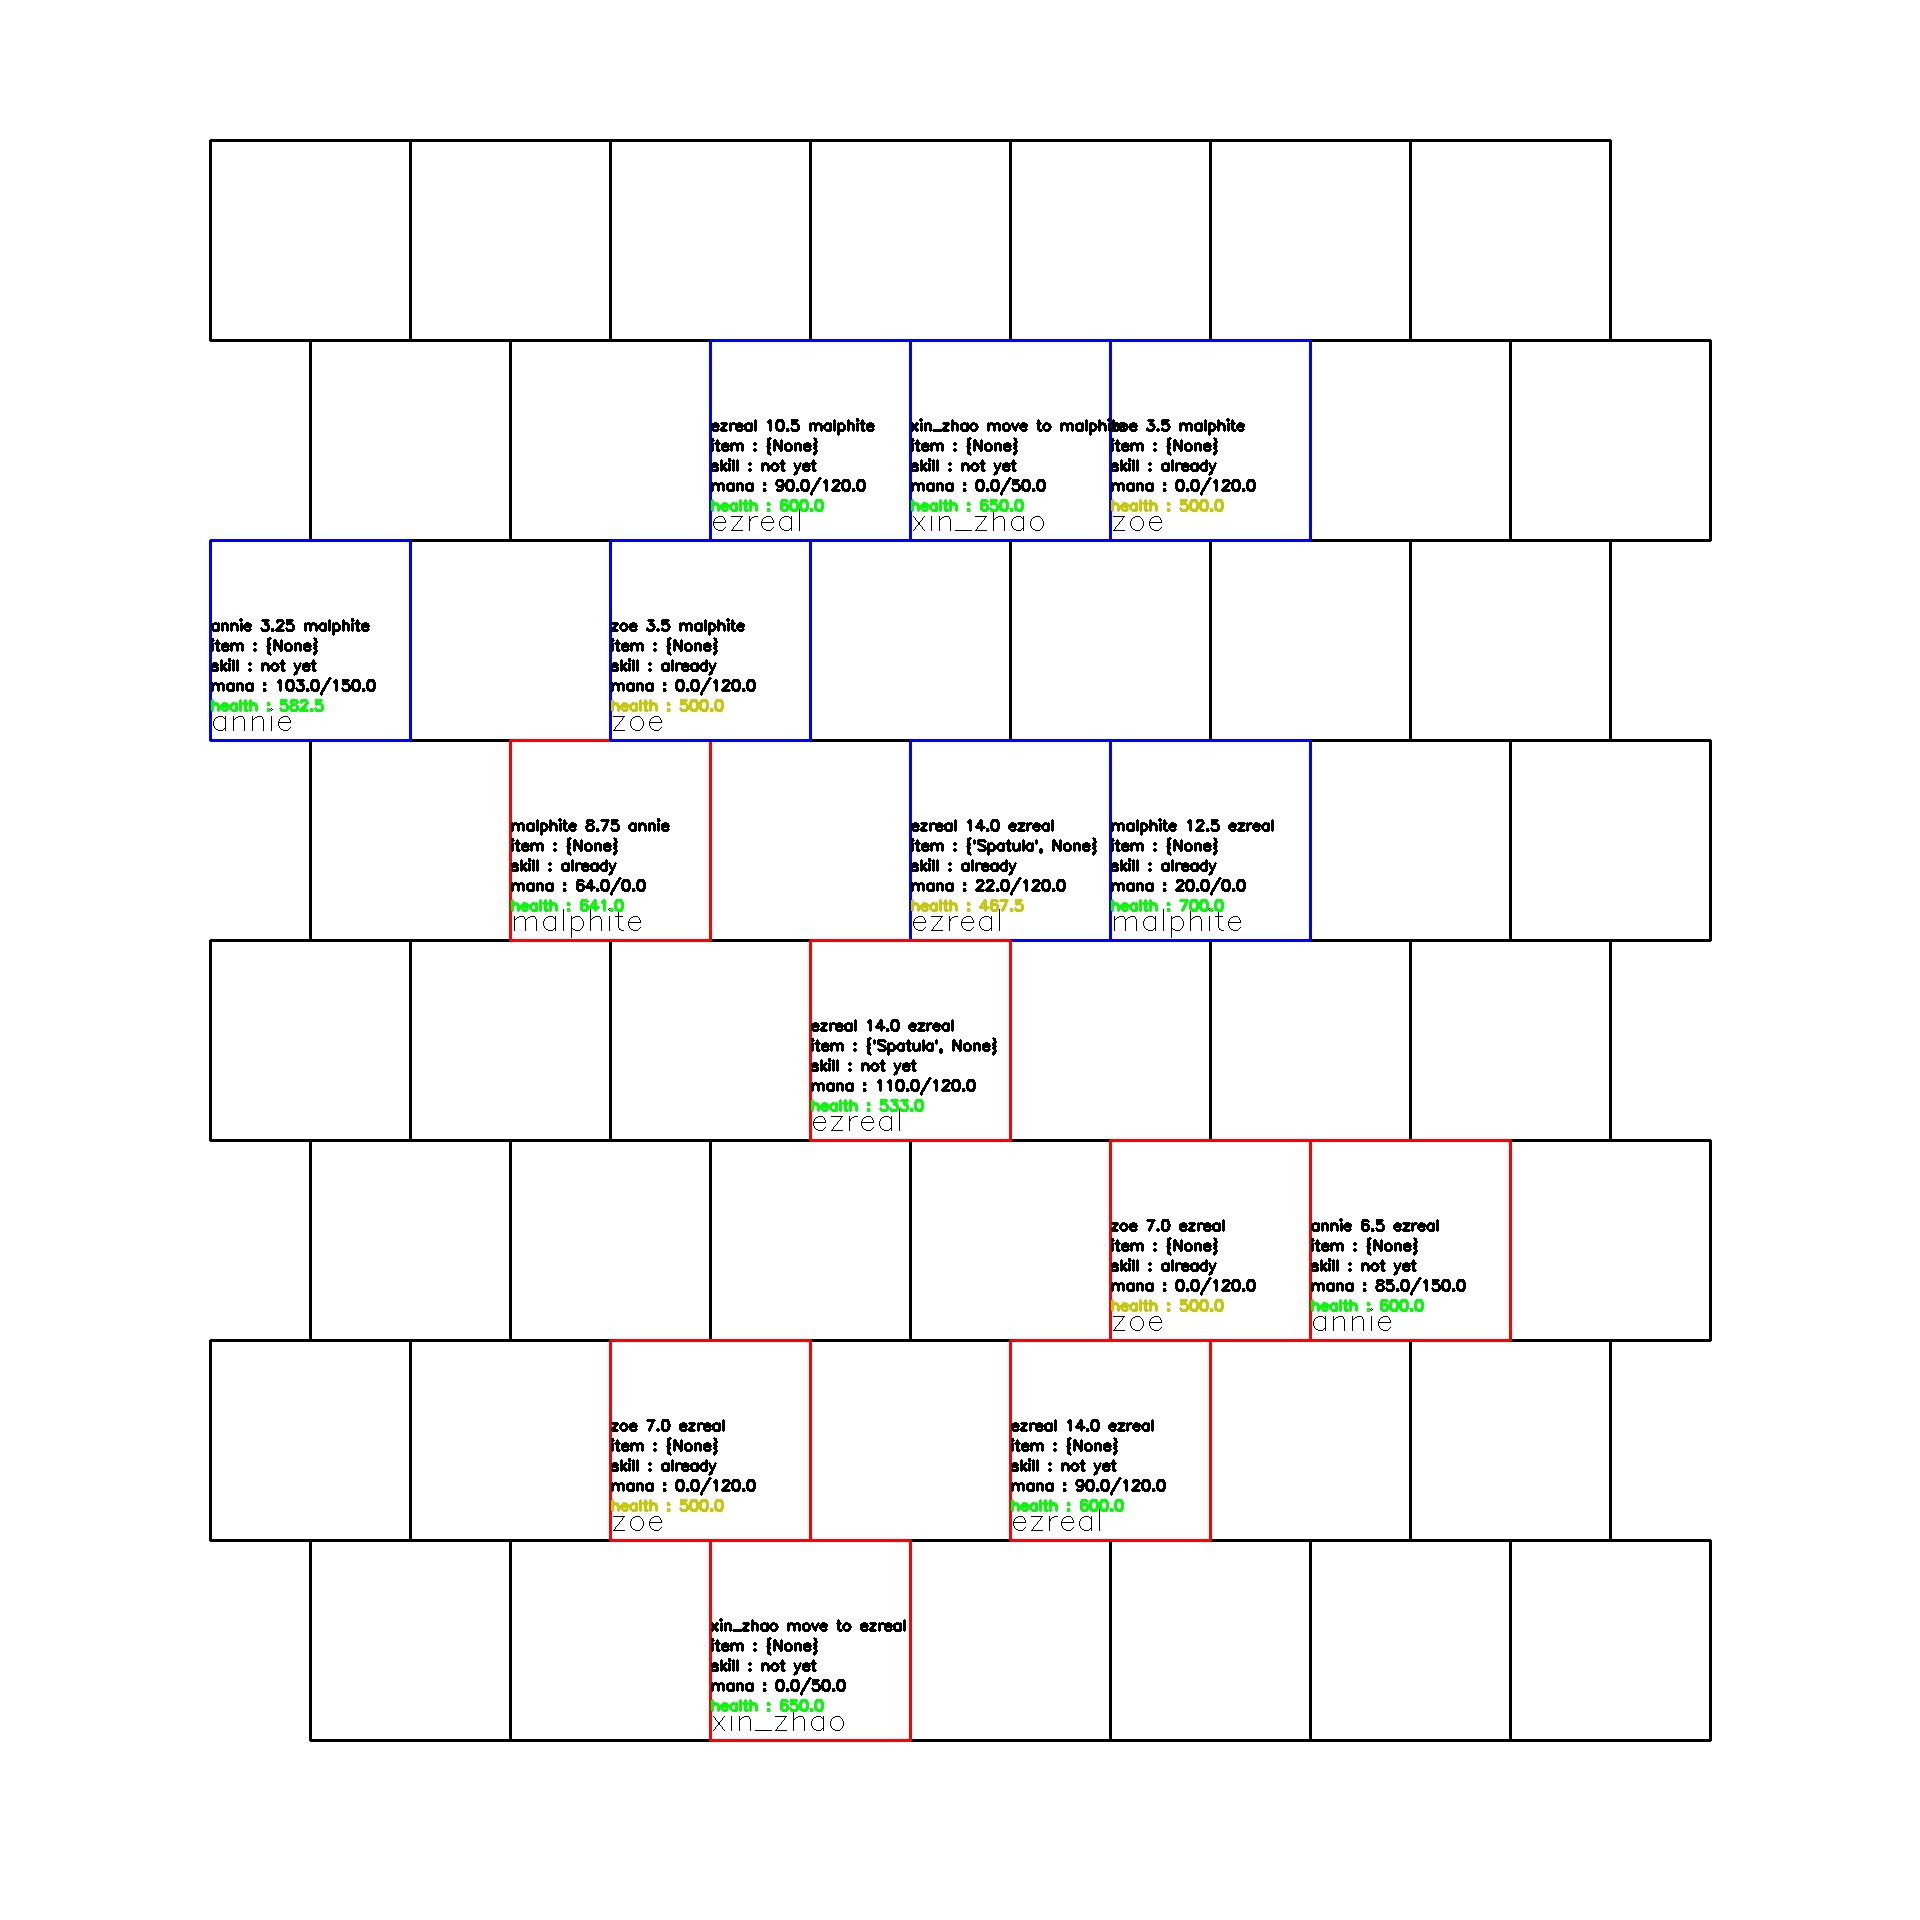 ezreal 10.5 malphite
item : {None}
skill : not yet
mana : 90.0/120.0
health : 600.0
ezreal
xin_zhao move to malphite
item : {None}
skill : not yet
mana : 0.0/50.0
health : 650.0
xin_zhao
zoe 3.5 malphite
item : {None}
skill : already
mana : 0.0/120.0
health : 500.0
zoe
annie 3.25 malphite
item : {None}
skill : not yet
mana : 103.0/150.0
health : 582.5
annie
zoe 3.5 malphite
item : {None}
skill : already
mana : 0.0/120.0
health : 500.0
zoe
malphite 8.75 annie
item : {None}
skill : already
mana : 64.0/0.0
health : 641.0
malphite
ezreal 14.0 ezreal
item : {'Spatula', None}
skill : already
mana : 22.0/120.0
health : 467.5
ezreal
malphite 12.5 ezreal
item : {None}
skill : already
mana : 20.0/0.0
health : 700.0
malphite
ezreal 14.0 ezreal
item : {'Spatula', None}
skill : not yet
mana : 110.0/120.0
health : 533.0
ezreal
zoe 7.0 ezreal
item : {None}
skill : already
mana : 0.0/120.0
health : 500.0
zoe
annie 6.5 ezreal
item : {None}
skill : not yet
mana : 85.0/150.0
health : 600.0
annie
zoe 7.0 ezreal
item : {None}
skill : already
mana : 0.0/120.0
health : 500.0
zoe
ezreal 14.0 ezreal
item : {None}
skill : not yet
mana : 90.0/120.0
health : 600.0
ezreal
xin_zhao move to ezreal
item : {None}
skill : not yet
mana : 0.0/50.0
health : 650.0
xin_zhao